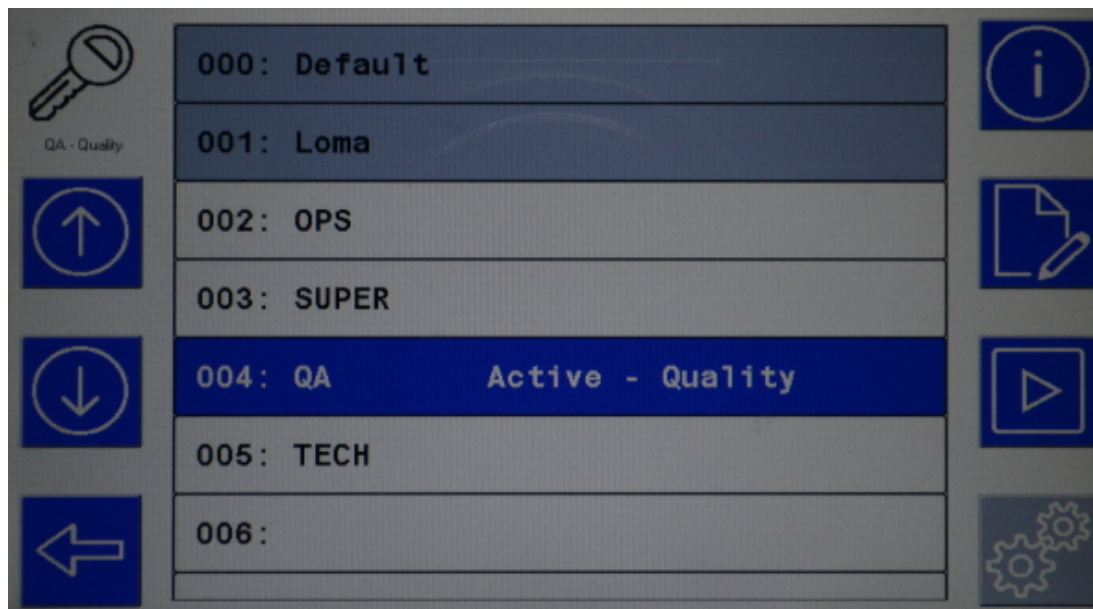 000: Default
QA - Quality
001: Loma
002: OPS
003: SUPER
004: QA Active - Quality
005: TECH
006: